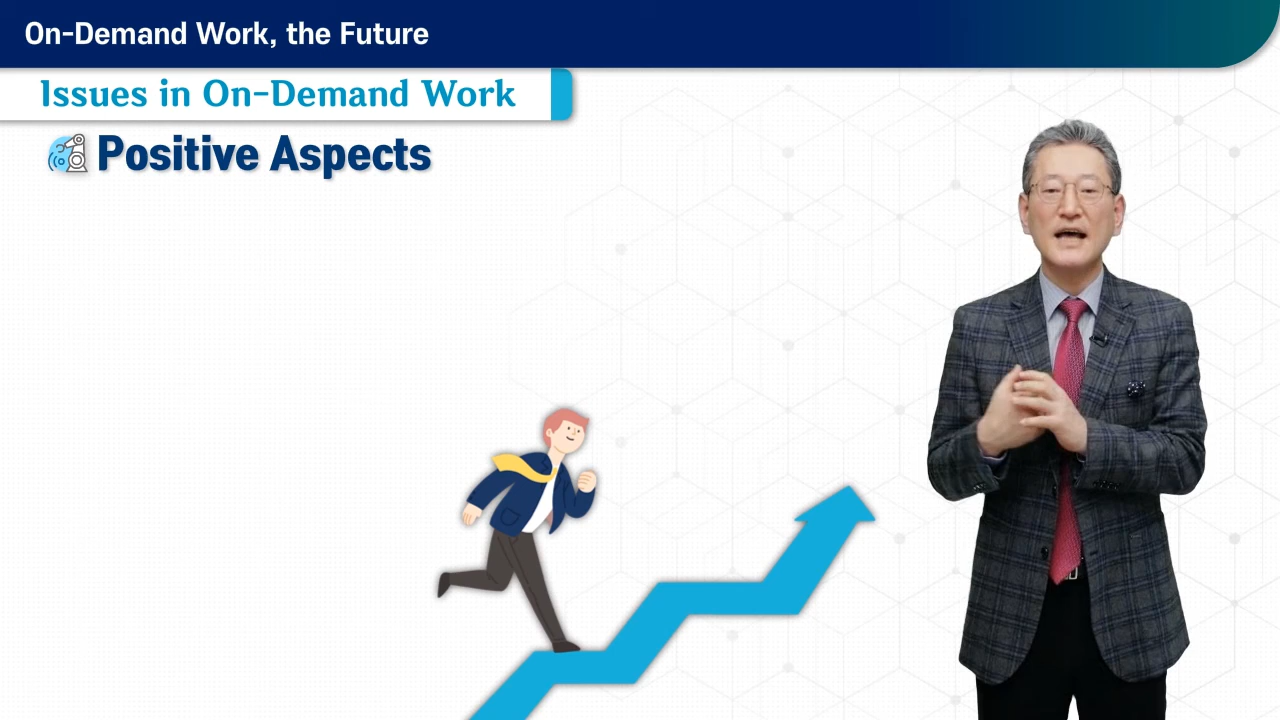 On-Demand Work, the Future
Issues in On-Demand Work
Positive Aspects